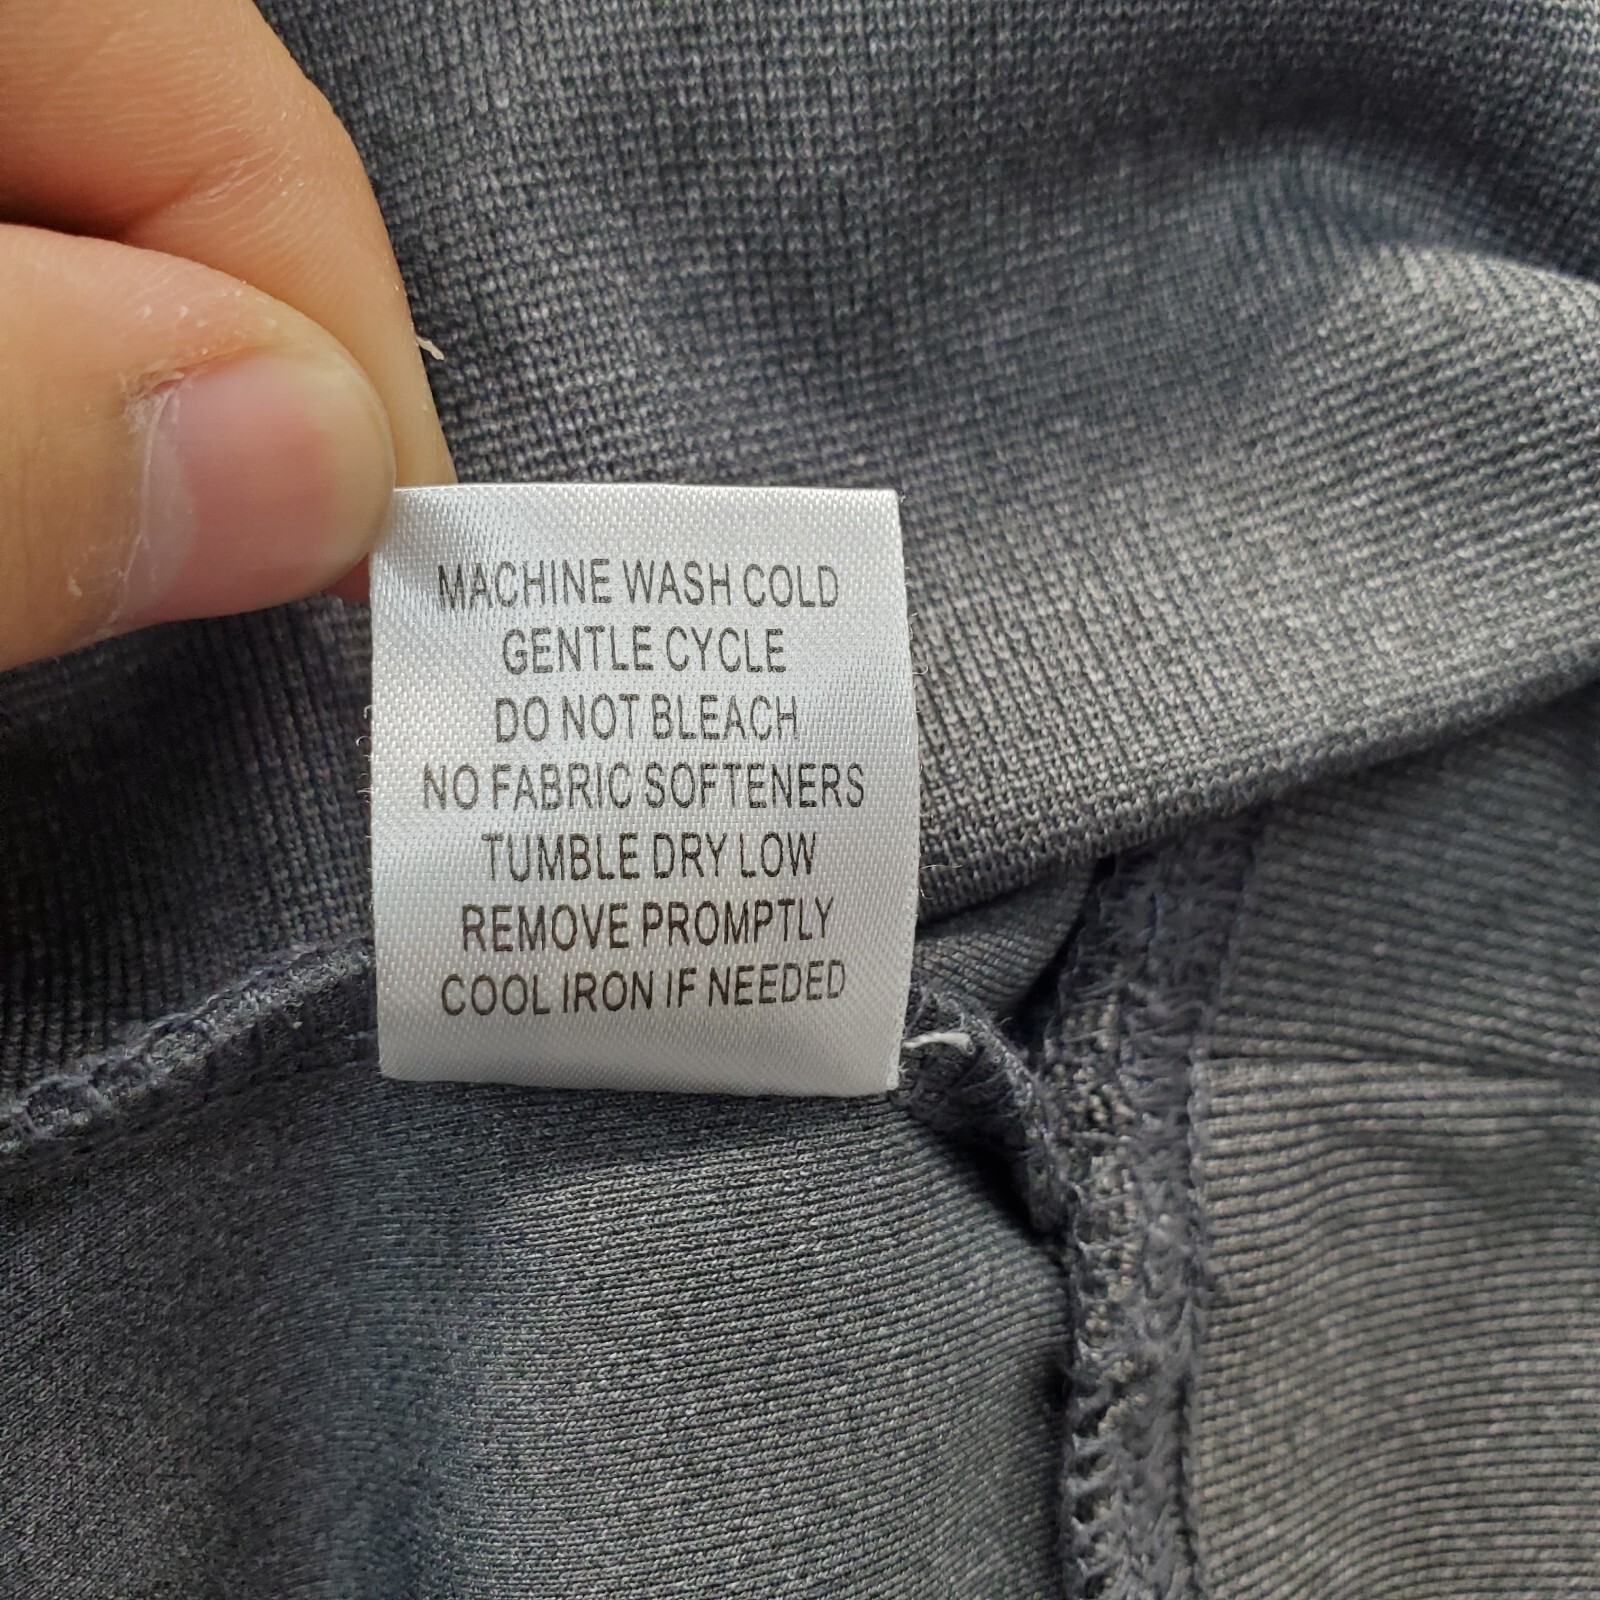 MACHINE WASH COLD
GENTLE CYCLE
DO NOT BLEACH
NO FABRIC SOFTENERS
TUMBLE DRY LOW
REMOVE PROMPTLY
COOL IRON IF NEEDED